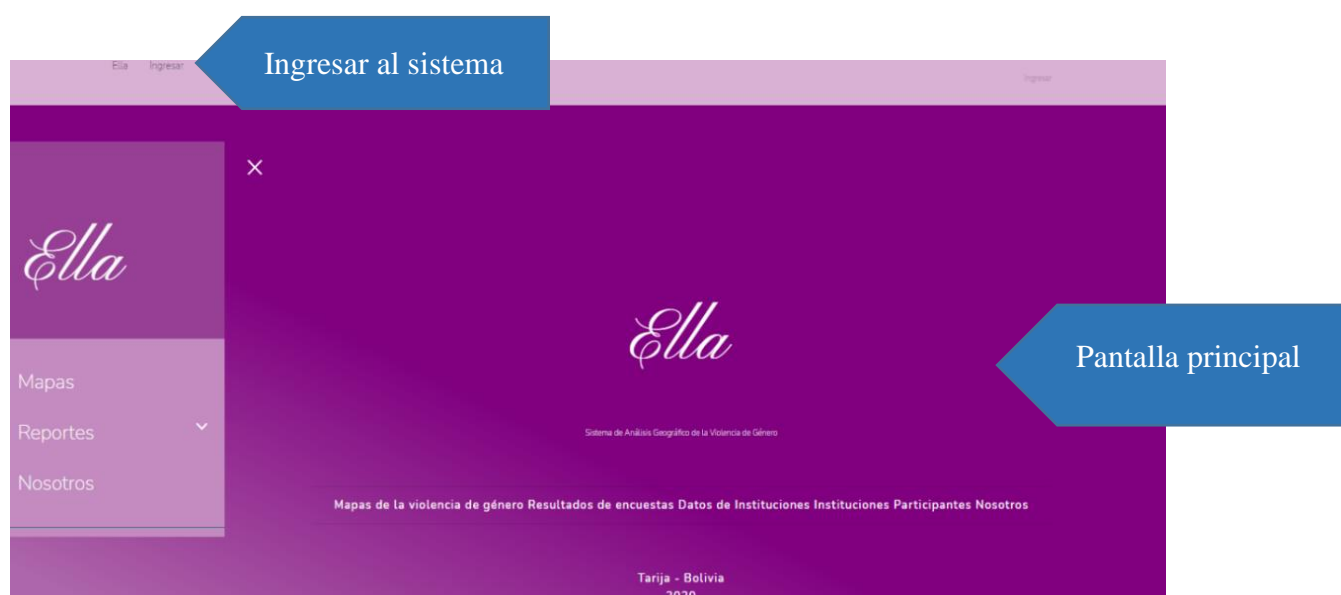 Ingresar al sistema
Ella Ingresar
Ingresar
Ella
Ella
Pantalla principal
Mapas
Reportes
Nosotros
Sistema de Análisis Geográfico de la Violencia de Género
Mapas de la violencia de género Resultados de encuestas Datos de Instituciones Instituciones Participantes Nosotros
Tarija - Bolivia
2020